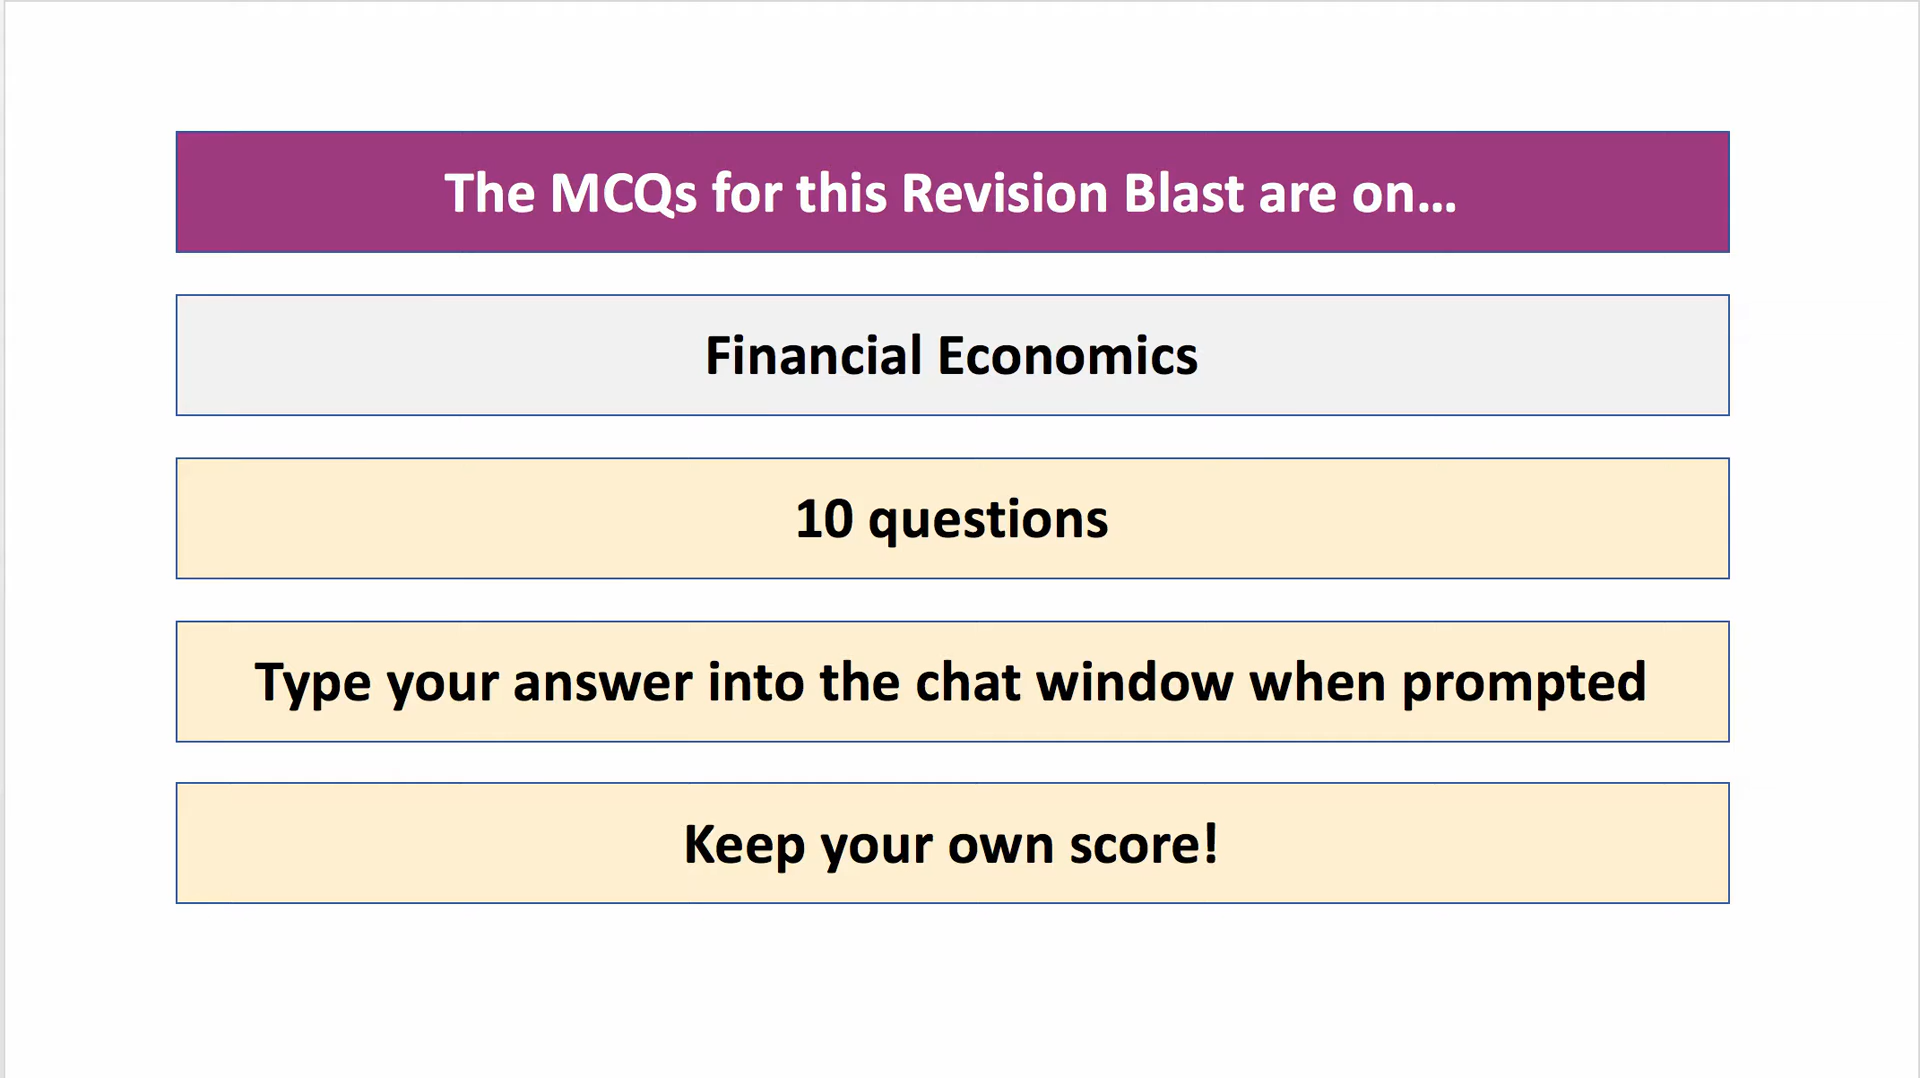 The MCQs for this Revision Blast are on...
Financial Economics
10 questions
Type your answer into the chat window when prompted
Keep your own score!